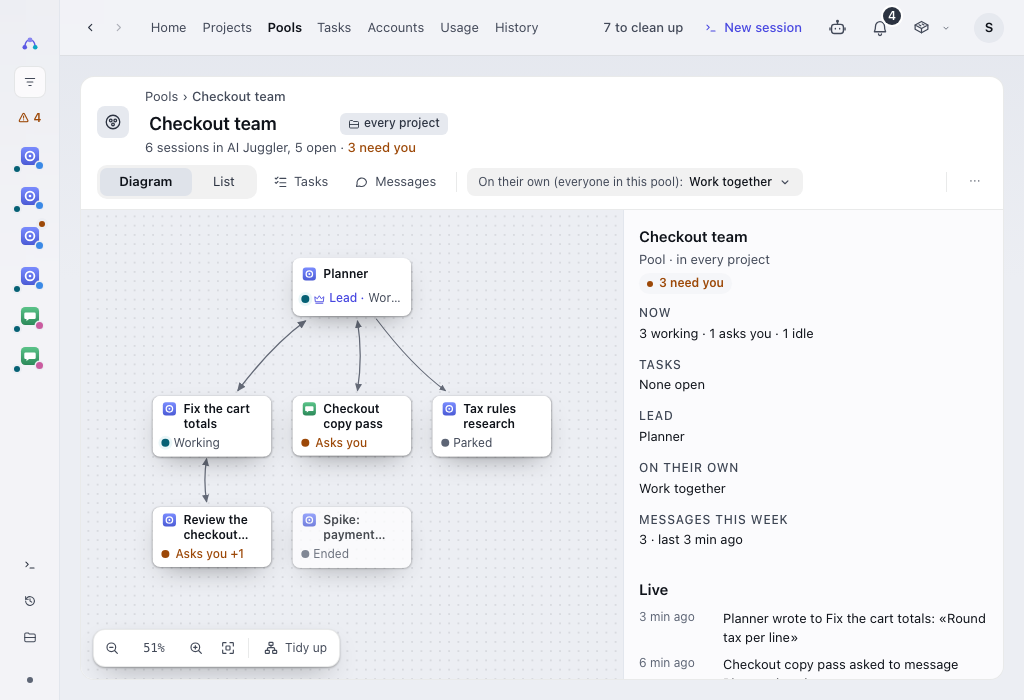 Home Projects Pools Tasks Accounts Usage History 7 to clean up New session 4 S
4
Pools › Checkout team
Checkout team every project
6 sessions in AI Juggler, 5 open · 3 need you
Diagram List Tasks Messages On their own (everyone in this pool): Work together ...
Planner
Lead · Wor...
Fix the cart
totals
Working
Checkout
copy pass
Asks you
Tax rules
research
Parked
Review the
checkout...
Asks you +1
Spike:
payment...
Ended
51% Tidy up
Checkout team
Pool · in every project
3 need you
NOW
3 working · 1 asks you · 1 idle
TASKS
None open
LEAD
Planner
ON THEIR OWN
Work together
MESSAGES THIS WEEK
3 · last 3 min ago
Live
3 min ago Planner wrote to Fix the cart totals: «Round
tax per line»
6 min ago Checkout copy pass asked to message